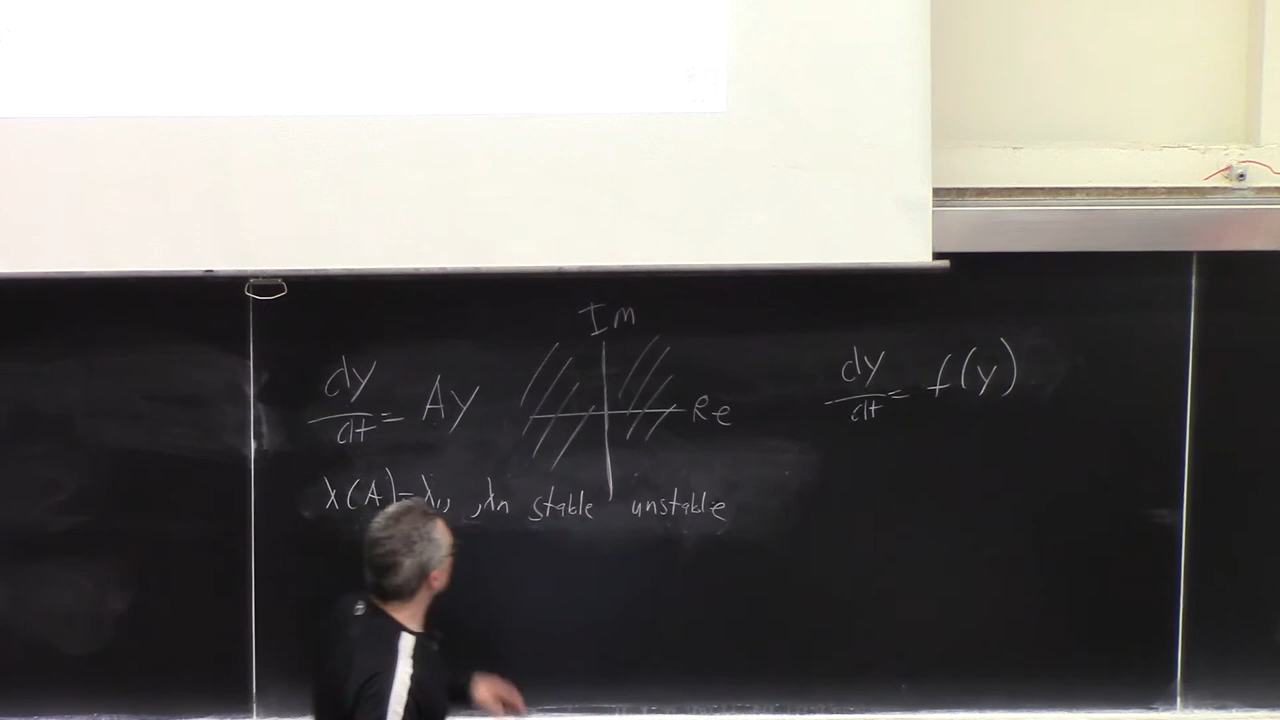 dy/dt = Ay
Im
Re
λ(A) = λ₁, , λn
stable unstable
dy/dt = f(y)